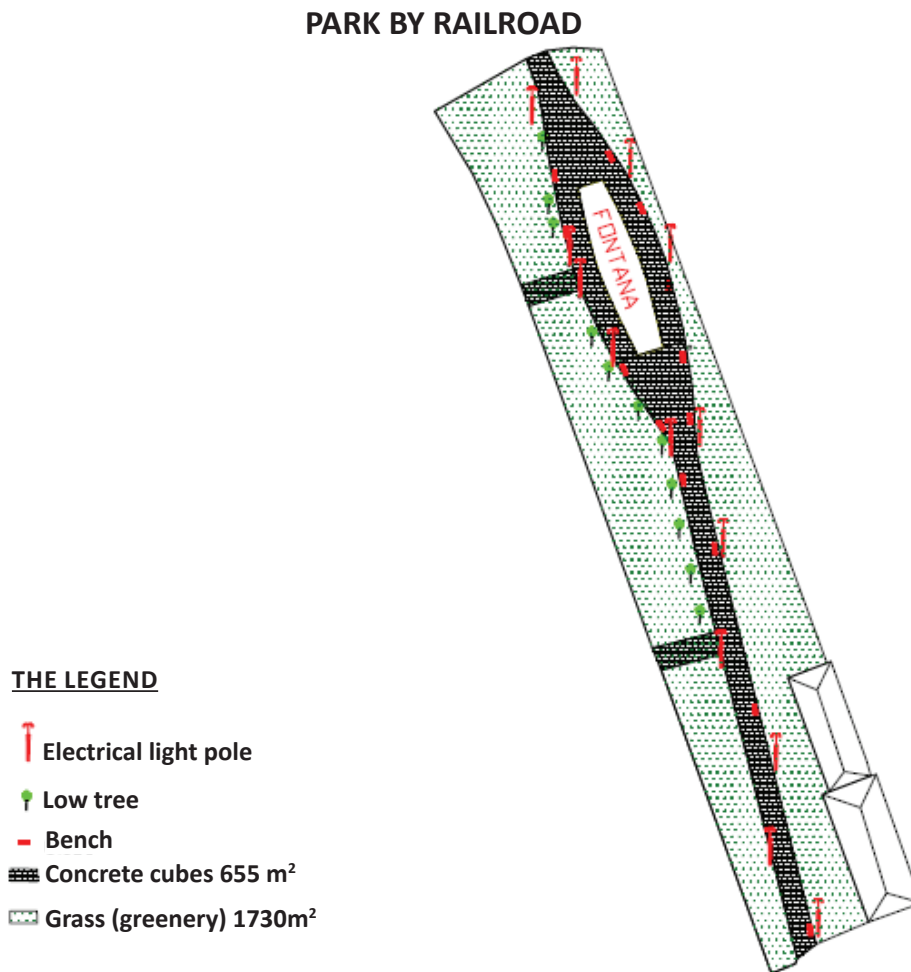 PARK BY RAILROAD
FONTANA
THE LEGEND
Electrical light pole
Low tree
Bench
Concrete cubes 655 m²
Grass (greenery) 1730m²